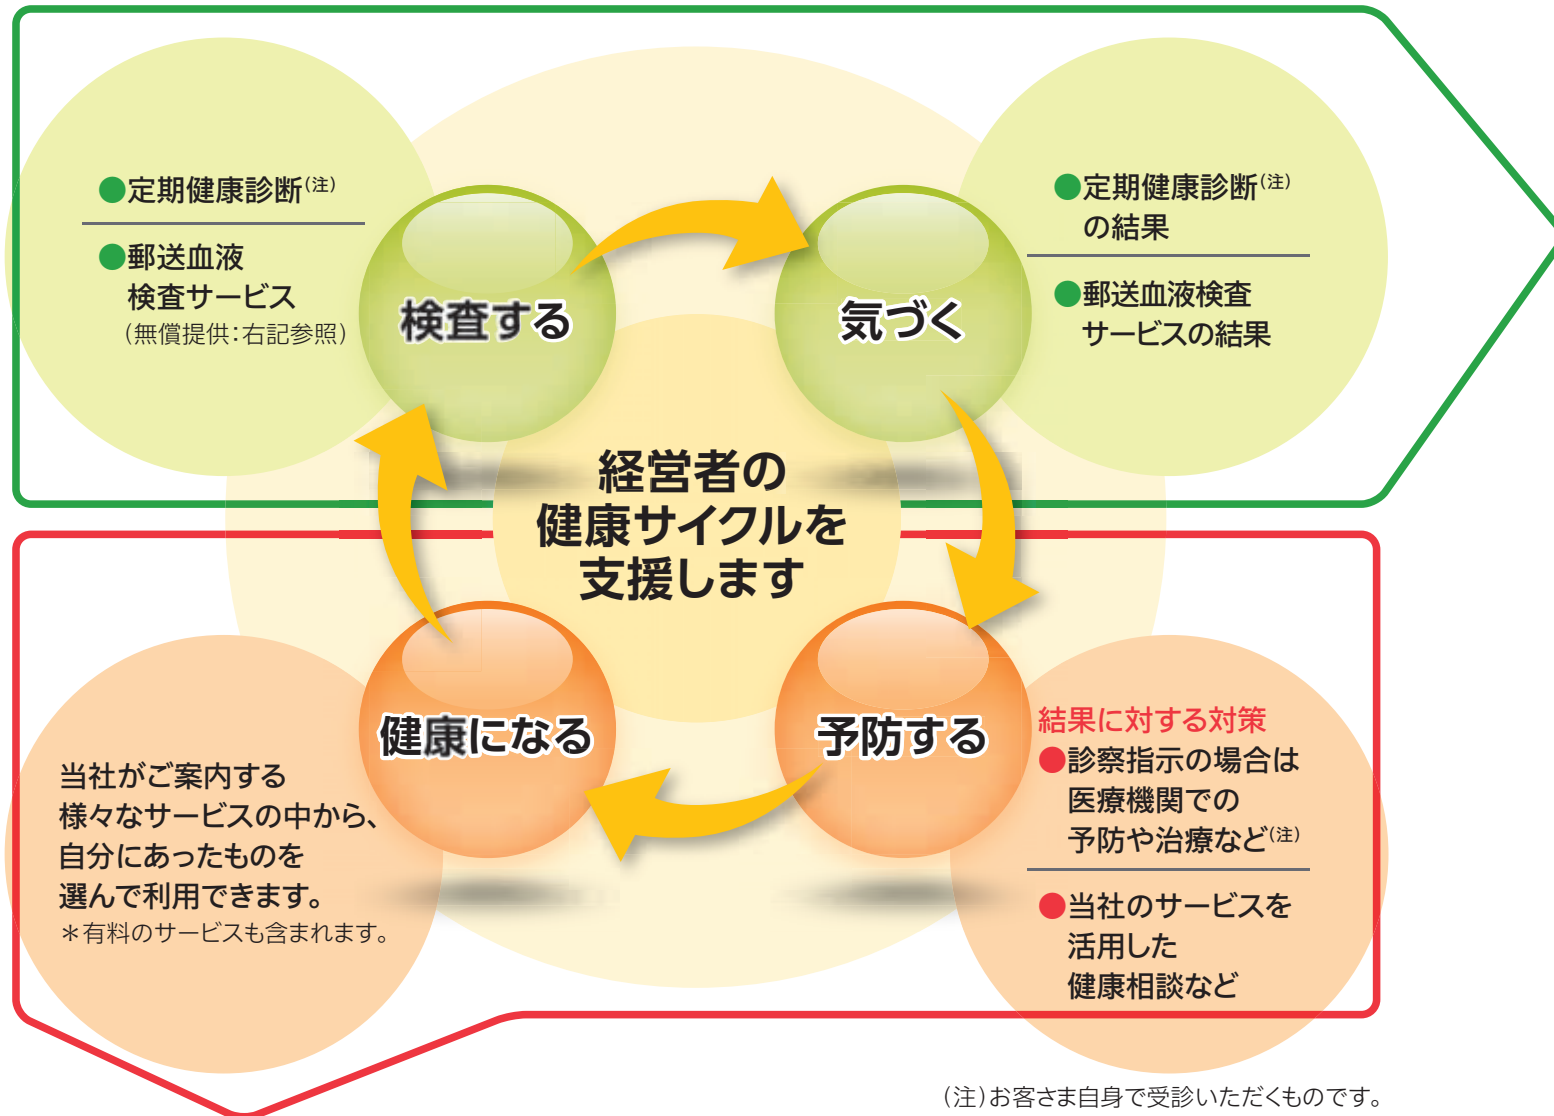 ●定期健康診断(注)
●郵送血液
検査サービス
(無償提供:右記参照)
検査する
気づく
●定期健康診断(注)
の結果
●郵送血液検査
サービスの結果
経営者の
健康サイクルを
支援します
健康になる
予防する
当社がご案内する
様々なサービスの中から、
自分にあったものを
選んで利用できます。
＊有料のサービスも含まれます。
結果に対する対策
●診察指示の場合は
医療機関での
予防や治療など(注)
●当社のサービスを
活用した
健康相談など
(注)お客さま自身で受診いただくものです。